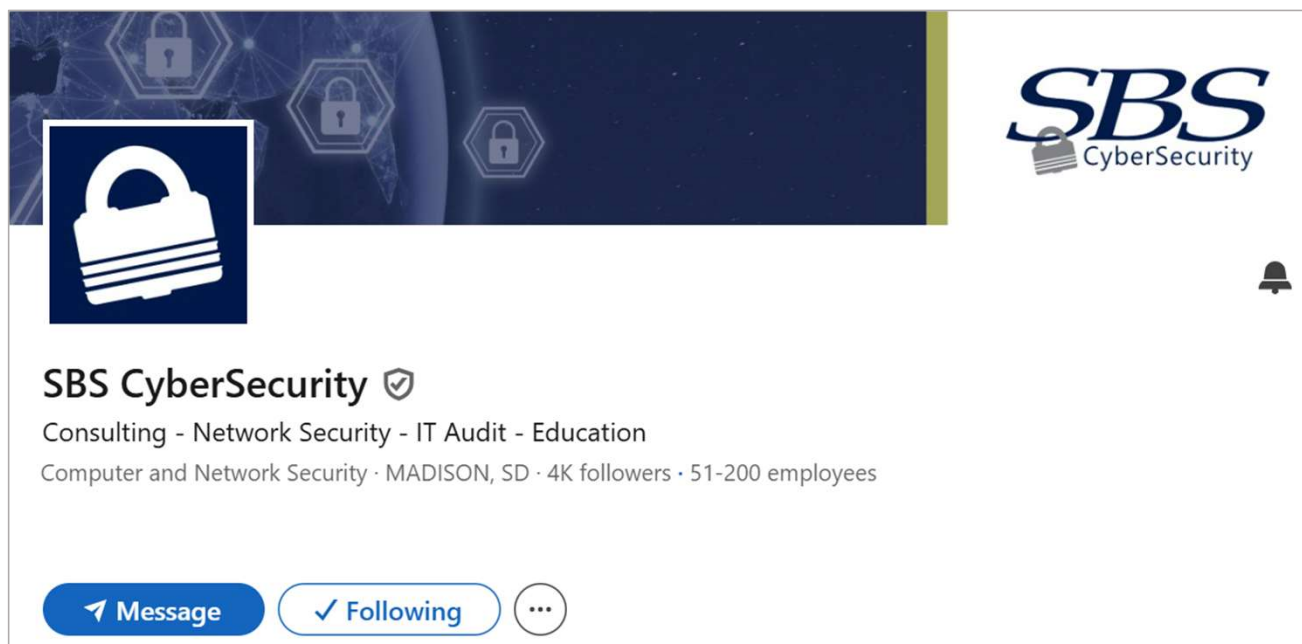 SBS
CyberSecurity
SBS CyberSecurity
Consulting - Network Security - IT Audit - Education
Computer and Network Security · MADISON, SD · 4K followers · 51-200 employees
Message
Following